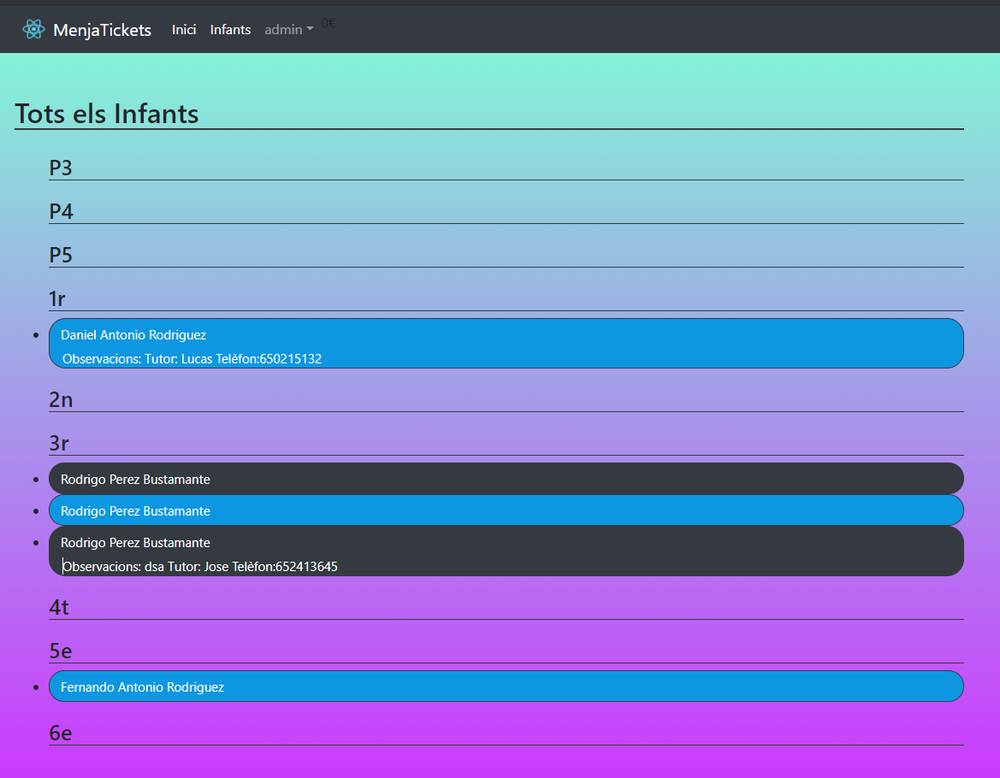 MenjaTickets Inici Infants admin 0€
Tots els Infants
P3
P4
P5
1r
Daniel Antonio Rodriguez
Observacions: Tutor: Lucas Telèfon:650215132
2n
3r
Rodrigo Perez Bustamante
Rodrigo Perez Bustamante
Rodrigo Perez Bustamante
Observacions: dsa Tutor: Jose Telèfon:652413645
4t
5e
Fernando Antonio Rodriguez
6e